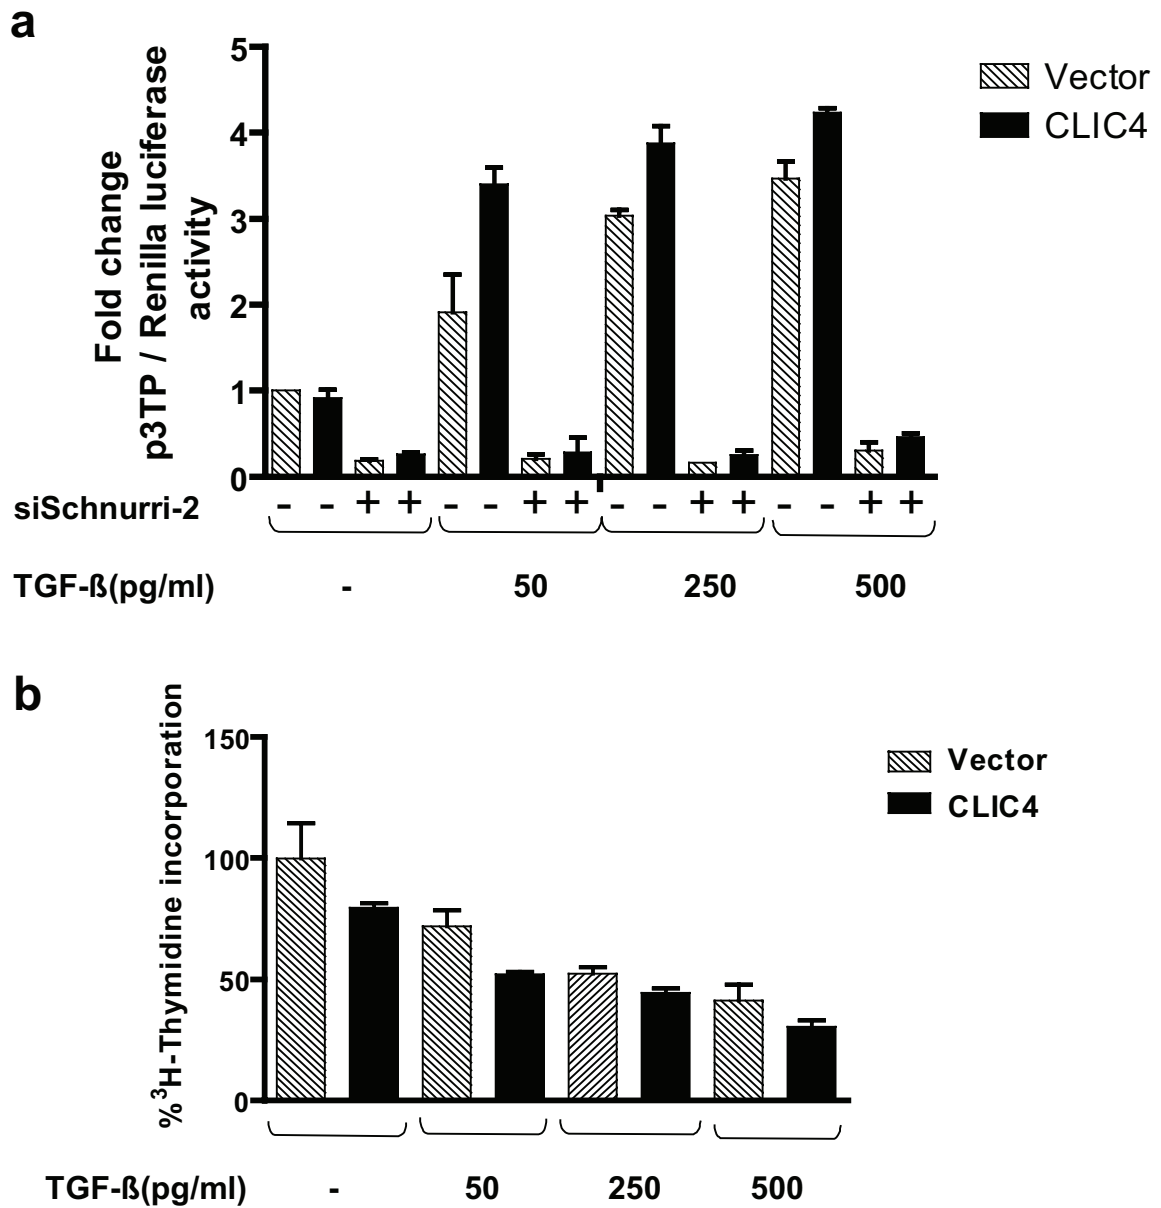 a
Fold change
p3TP / Renilla luciferase
activity
5
4
3
2
1
0
Vector
CLIC4
siSchnurri-2 - - + + - - + + - - + + - - + +
TGF-ß(pg/ml) - 50 250 500
b
%³H-Thymidine incorporation
150
100
50
0
Vector
CLIC4
TGF-ß(pg/ml) - 50 250 500